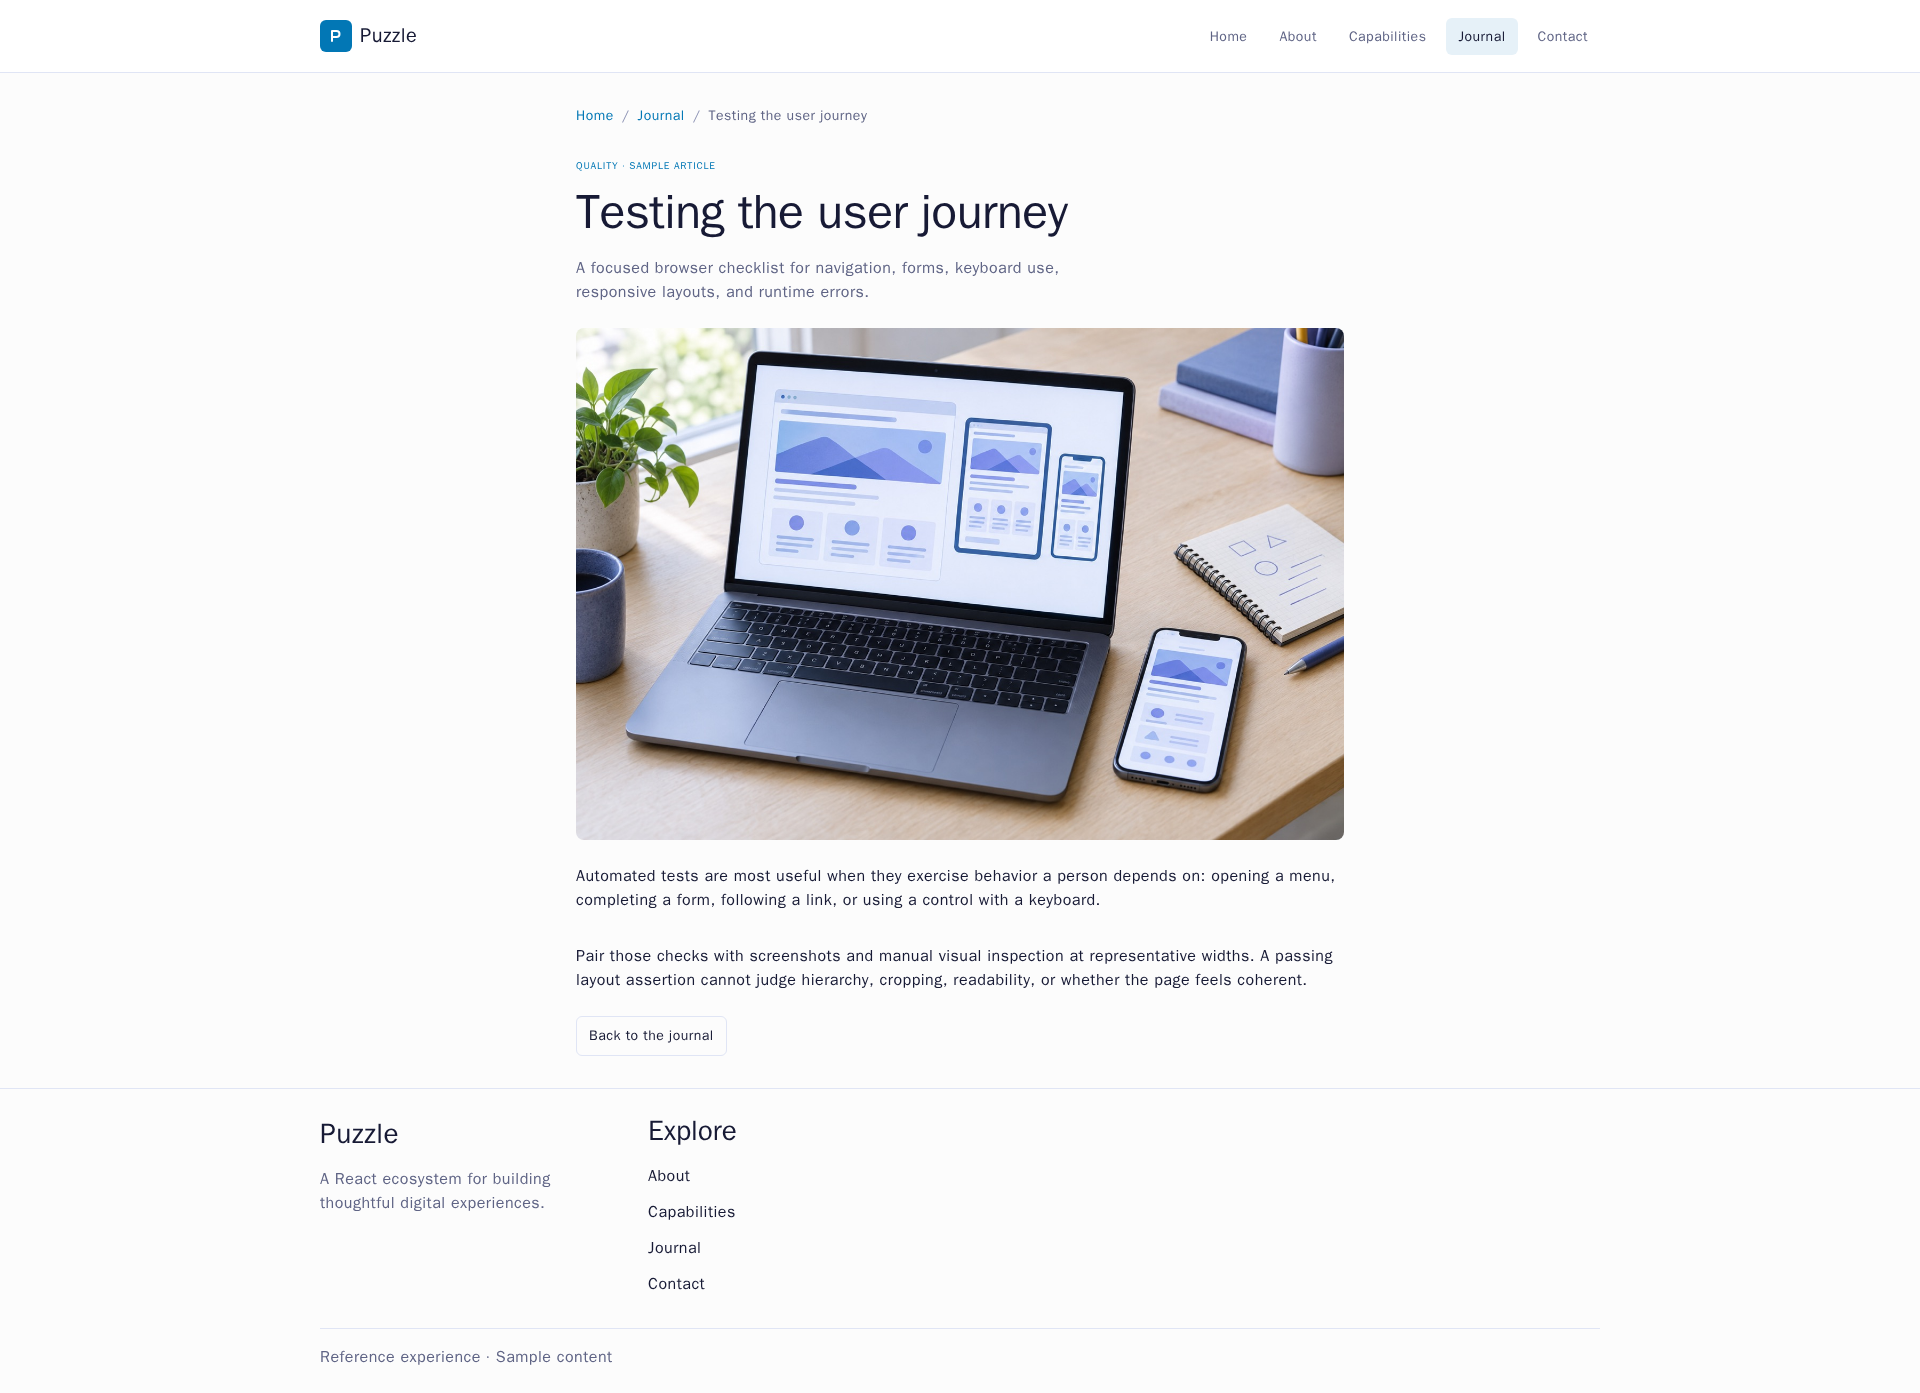 P Puzzle
Home About Capabilities Journal Contact
Home / Journal / Testing the user journey
QUALITY · SAMPLE ARTICLE
Testing the user journey
A focused browser checklist for navigation, forms, keyboard use,
responsive layouts, and runtime errors.
Automated tests are most useful when they exercise behavior a person depends on: opening a menu,
completing a form, following a link, or using a control with a keyboard.
Pair those checks with screenshots and manual visual inspection at representative widths. A passing
layout assertion cannot judge hierarchy, cropping, readability, or whether the page feels coherent.
Back to the journal
Puzzle
A React ecosystem for building
thoughtful digital experiences.
Explore
About
Capabilities
Journal
Contact
Reference experience · Sample content